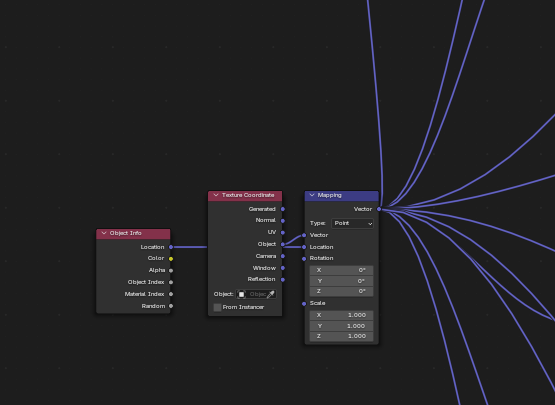 Texture Coordinate
Generated
Normal
UV
Object
Camera
Window
Reflection
Object:
From Instancer
Mapping
Vector
Type: Point
Vector
Location
Rotation
X 0°
Y 0°
Z 0°
Scale
X 1.000
Y 1.000
Z 1.000
Object Info
Location
Color
Alpha
Object Index
Material Index
Random